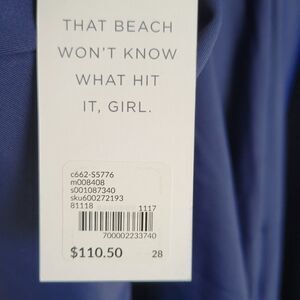 THAT BEACH
WON'T KNOW
WHAT HIT
IT, GIRL.
c662-S5776
m008408
s001087340
sku600272193
81118 1117
700002233740
$110.50 28